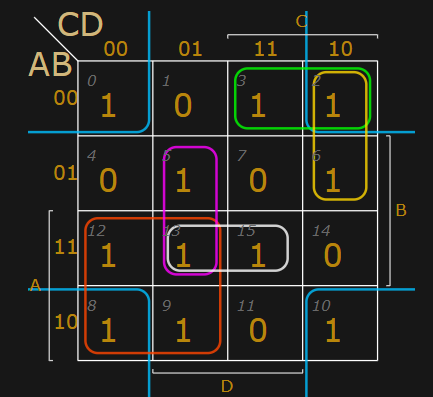 CD
C
AB
00 01 11 10
00 0 1 1 0 3 1 2 1
01 4 0 5 1 7 0 6 1
B
11 12 1 13 1 15 1 14 0
A
10 8 1 9 1 11 0 10 1
D